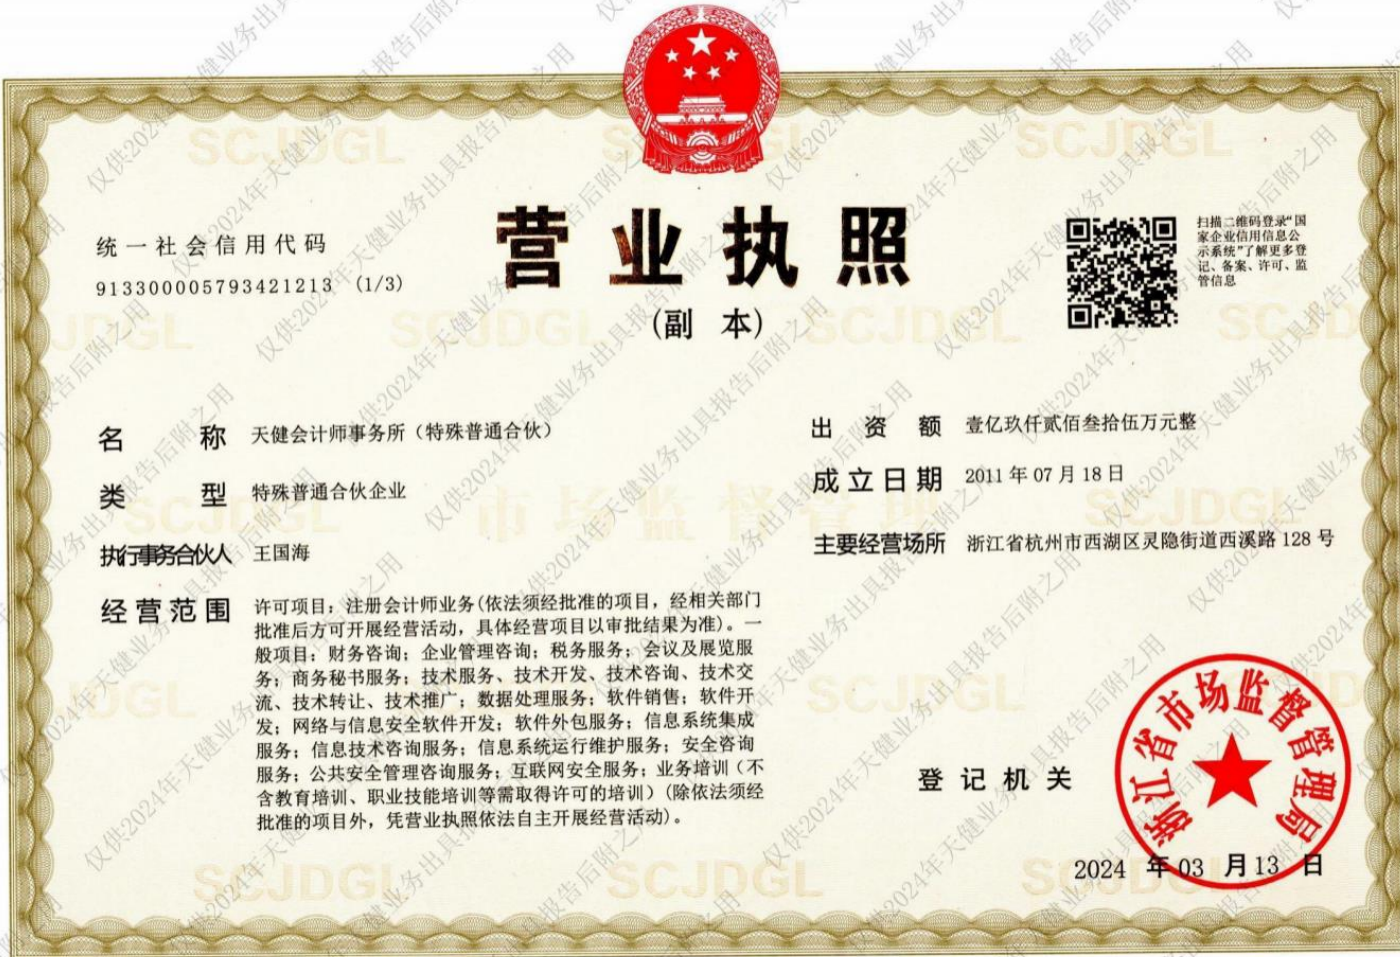 营业执照
(副 本)
统一社会信用代码
913300005793421213 (1/3)
扫描二维码登录“国
家企业信用信息公
示系统”了解更多登
记、备案、许可、监
管信息
名 称 天健会计师事务所（特殊普通合伙）
类 型 特殊普通合伙企业
执行事务合伙人 王国海
经营范围 许可项目：注册会计师业务(依法须经批准的项目，经相关部门
批准后方可开展经营活动，具体经营项目以审批结果为准)。一
般项目：财务咨询；企业管理咨询；税务服务；会议及展览服
务；商务秘书服务；技术服务、技术开发、技术咨询、技术交
流、技术转让、技术推广；数据处理服务；软件销售；软件开
发；网络与信息安全软件开发；软件外包服务；信息系统集成
服务；信息技术咨询服务；信息系统运行维护服务；安全咨询
服务；公共安全管理咨询服务；互联网安全服务；业务培训（不
含教育培训、职业技能培训等需取得许可的培训）(除依法须经
批准的项目外，凭营业执照依法自主开展经营活动)。
出 资 额 壹亿玖仟贰佰叁拾伍万元整
成立日期 2011年07月18日
主要经营场所 浙江省杭州市西湖区灵隐街道西溪路128号
登记机关
浙江省市场监督管理局
2024 年03 月13 日
仅供2024年天健业务出具报告后附之用
SCJDGL
市场监督管理